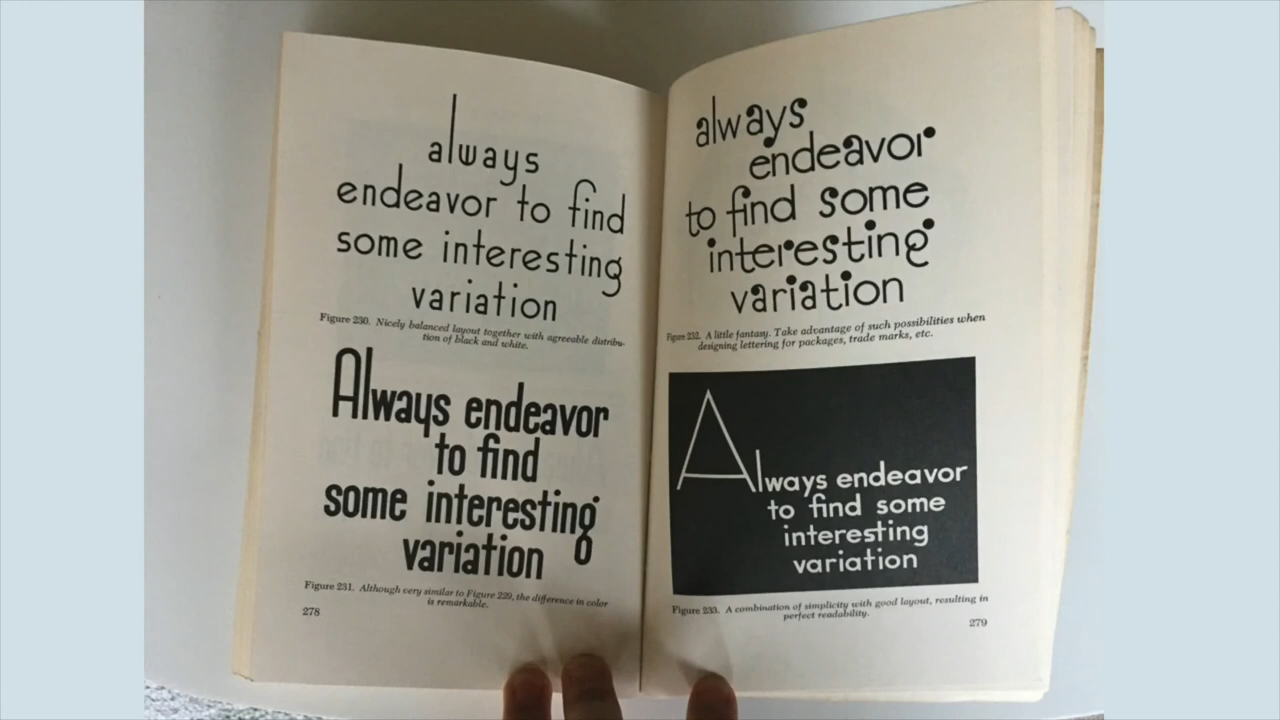 always
endeavor to find
some interesting
variation
Figure 230. Nicely balanced layout together with agreeable distribu-
tion of black and white.
Always endeavor
to find
some interesting
variation
Figure 231. Although very similar to Figure 229, the difference in color
is remarkable.
278
always
endeavor
to find some
interesting
variation
Figure 232. A little fantasy. Take advantage of such possibilities when
designing lettering for packages, trade marks, etc.
Always endeavor
to find some
interesting
variation
Figure 233. A combination of simplicity with good layout, resulting in
perfect readability.
279